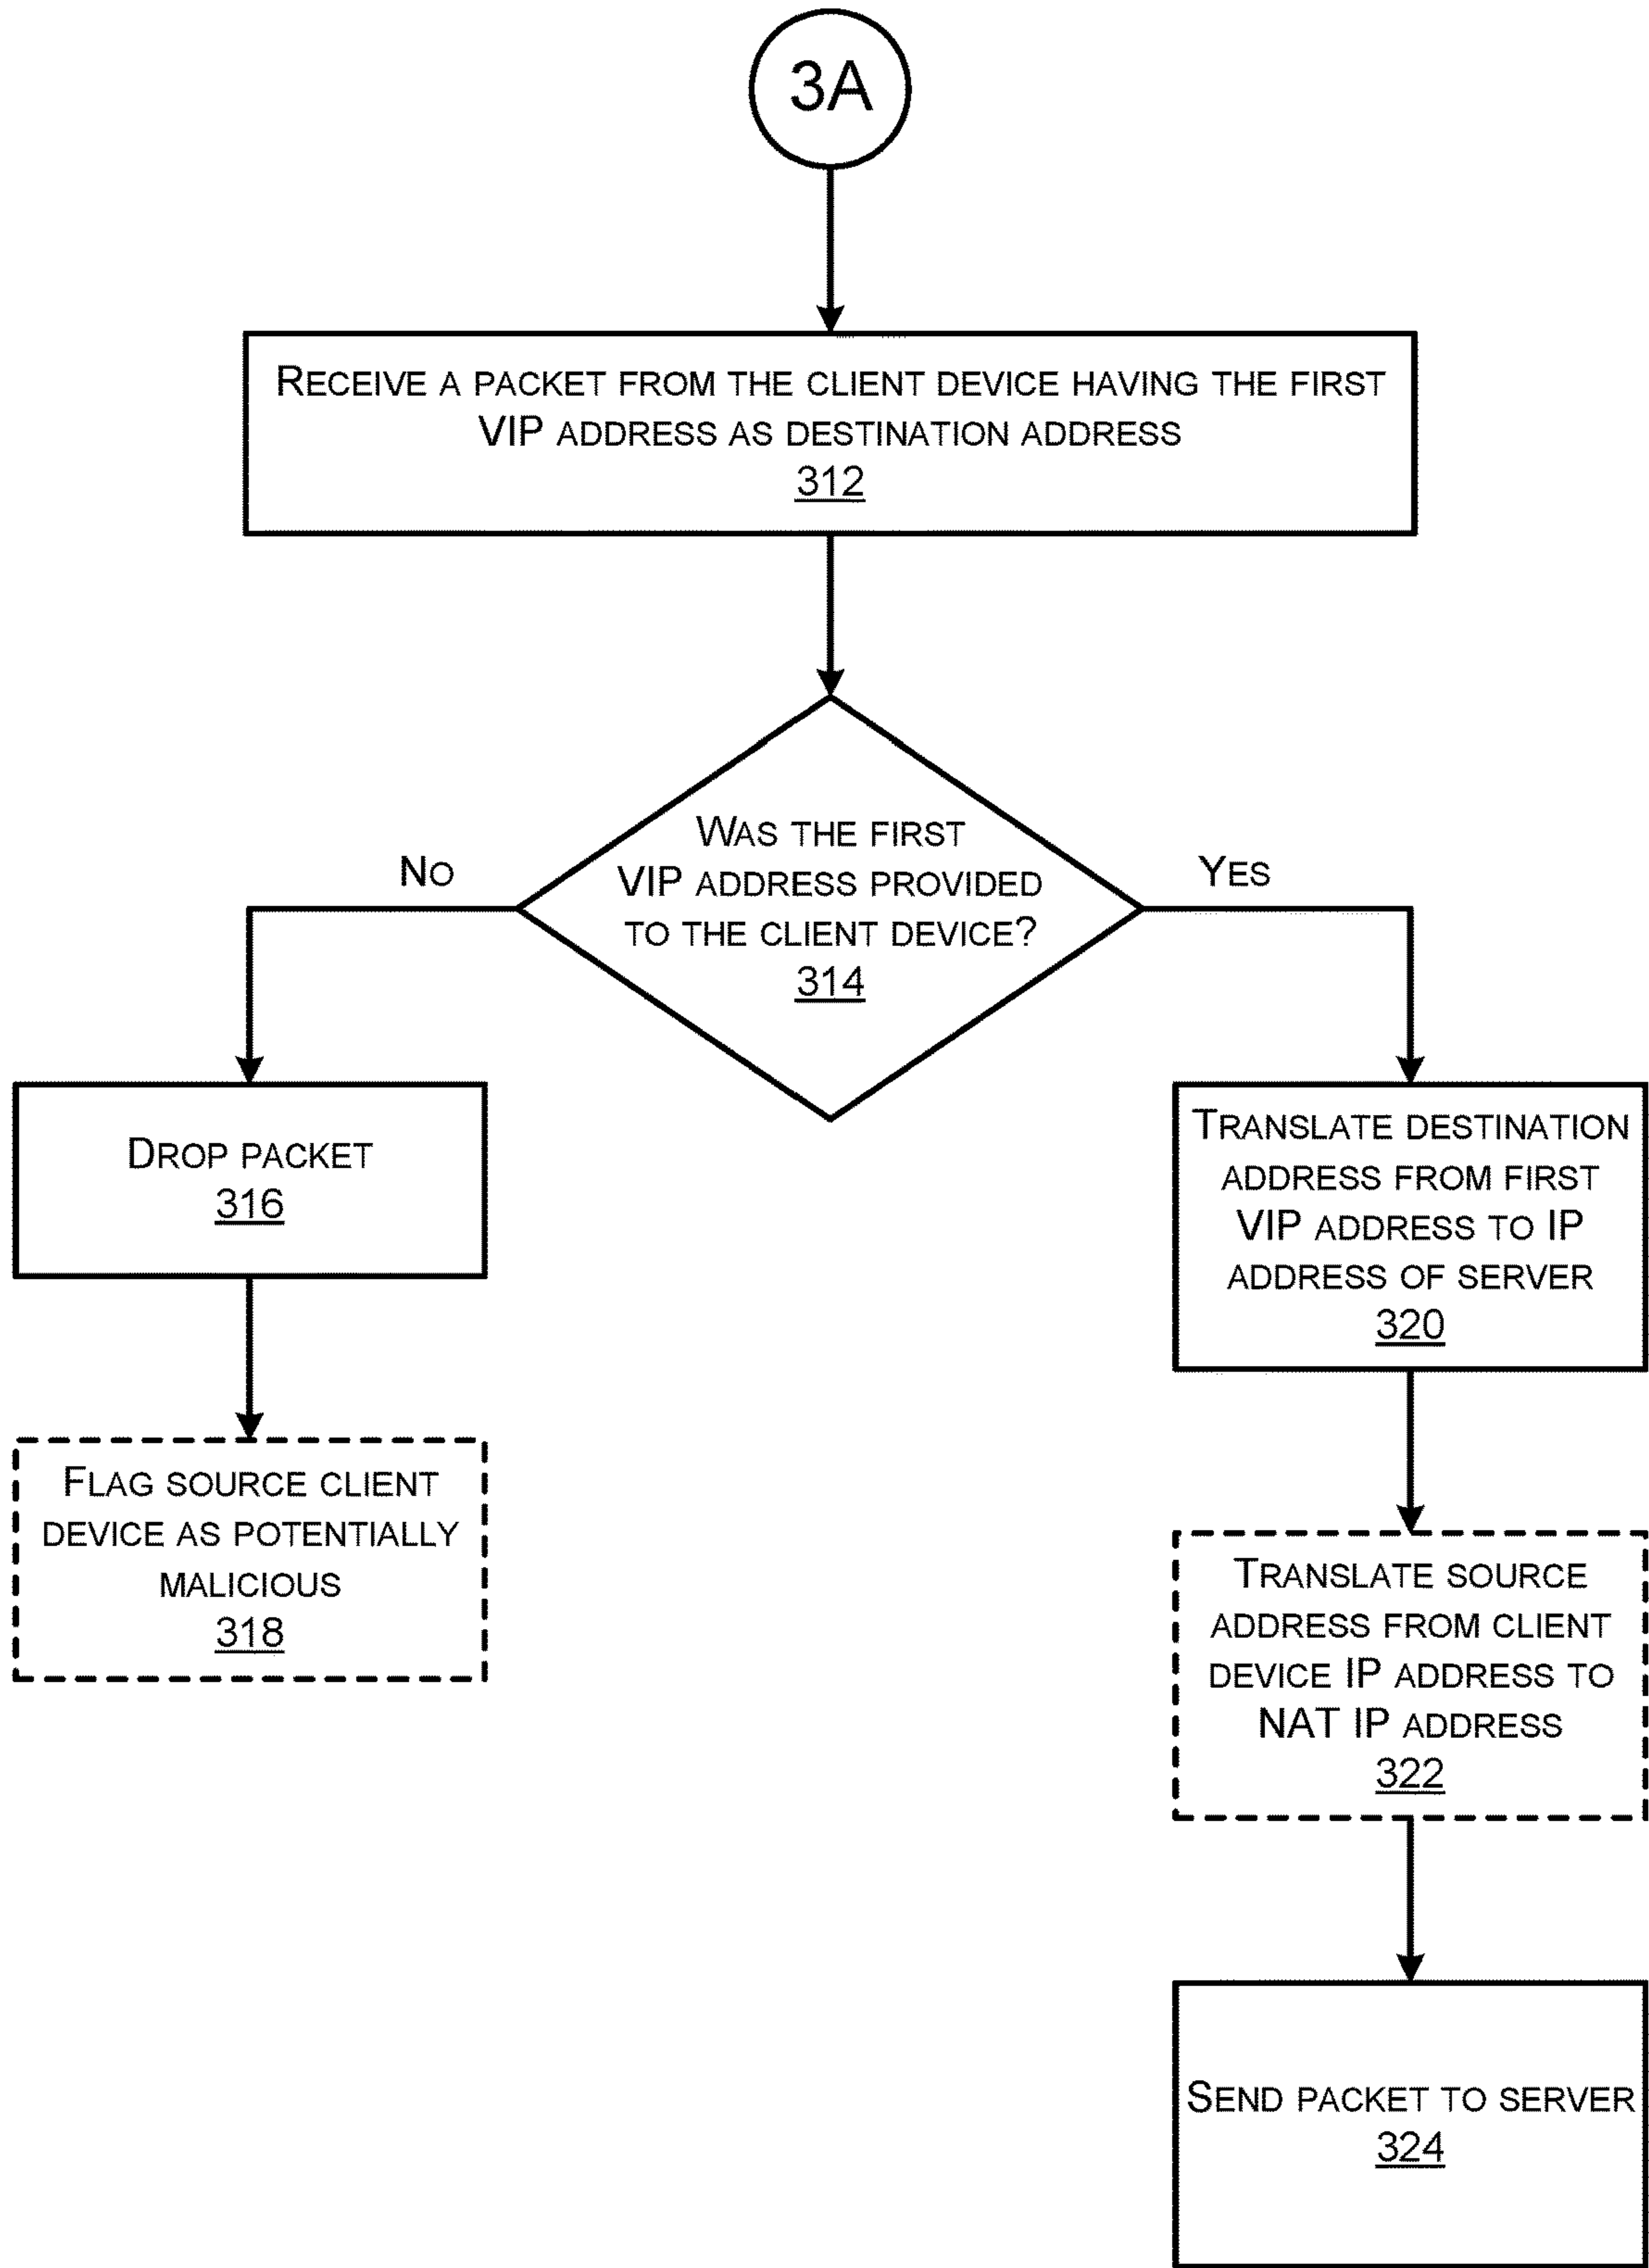 3A
RECEIVE A PACKET FROM THE CLIENT DEVICE HAVING THE FIRST
VIP ADDRESS AS DESTINATION ADDRESS
312
WAS THE FIRST
VIP ADDRESS PROVIDED
TO THE CLIENT DEVICE?
314
NO
YES
DROP PACKET
316
FLAG SOURCE CLIENT
DEVICE AS POTENTIALLY
MALICIOUS
318
TRANSLATE DESTINATION
ADDRESS FROM FIRST
VIP ADDRESS TO IP
ADDRESS OF SERVER
320
TRANSLATE SOURCE
ADDRESS FROM CLIENT
DEVICE IP ADDRESS TO
NAT IP ADDRESS
322
SEND PACKET TO SERVER
324